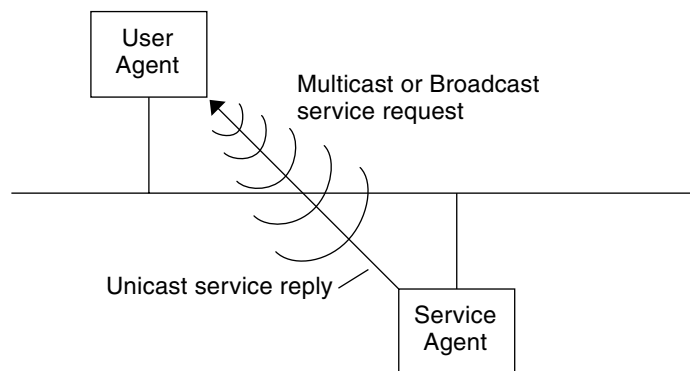 User
Agent
Multicast or Broadcast
service request
Unicast service reply
Service
Agent